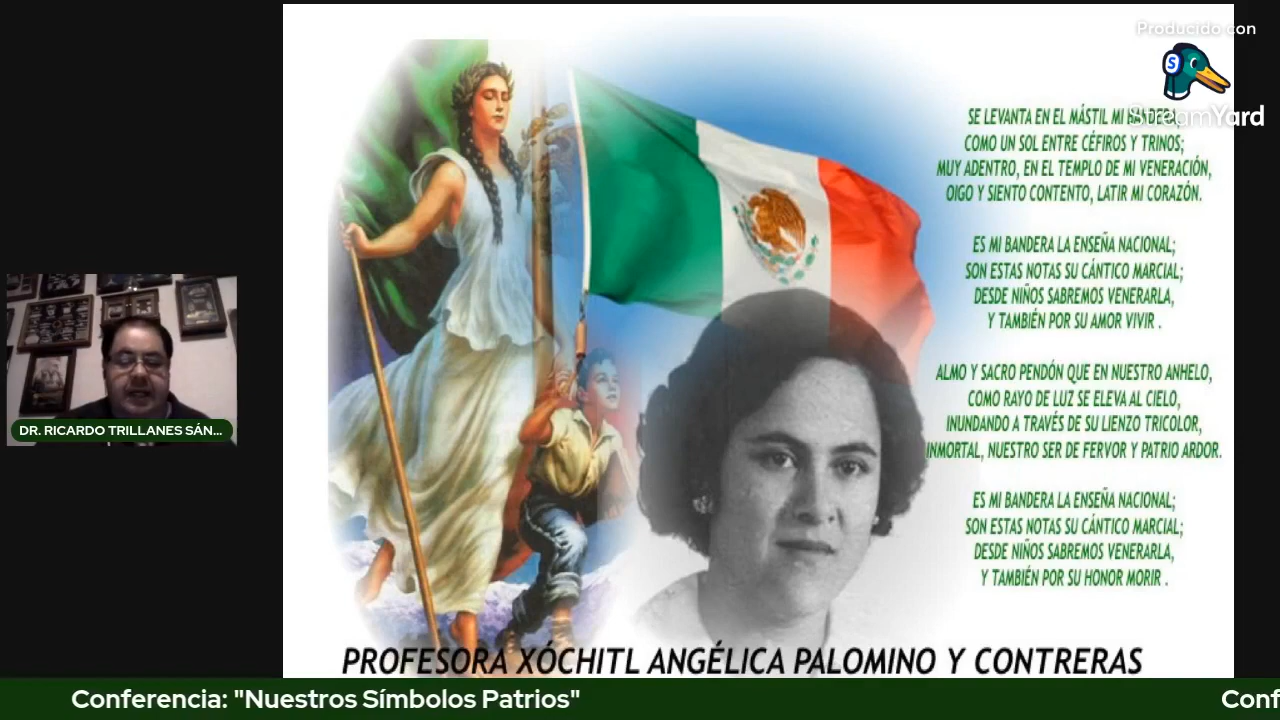 Producido con
StreamYard
SE LEVANTA EN EL MÁSTIL MI BANDERA,
COMO UN SOL ENTRE CÉFIROS Y TRINOS;
MUY ADENTRO, EN EL TEMPLO DE MI VENERACIÓN,
OIGO Y SIENTO CONTENTO, LATIR MI CORAZÓN.
ES MI BANDERA LA ENSEÑA NACIONAL;
SON ESTAS NOTAS SU CÁNTICO MARCIAL;
DESDE NIÑOS SABREMOS VENERARLA,
Y TAMBIÉN POR SU AMOR VIVIR .
ALMO Y SACRO PENDÓN QUE EN NUESTRO ANHELO,
COMO RAYO DE LUZ SE ELEVA AL CIELO,
INUNDANDO A TRAVÉS DE SU LIENZO TRICOLOR,
INMORTAL, NUESTRO SER DE FERVOR Y PATRIO ARDOR.
ES MI BANDERA LA ENSEÑA NACIONAL;
SON ESTAS NOTAS SU CÁNTICO MARCIAL;
DESDE NIÑOS SABREMOS VENERARLA,
Y TAMBIÉN POR SU HONOR MORIR .
DR. RICARDO TRILLANES SÁN...
PROFESORA XÓCHITL ANGÉLICA PALOMINO Y CONTRERAS
Conferencia: "Nuestros Símbolos Patrios"
Conf